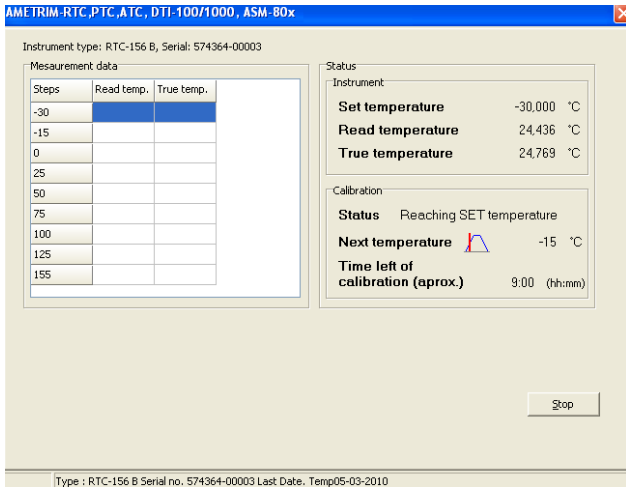 AMETRIM-RTC,PTC,ATC, DTI-100/1000, ASM-80x
Instrument type: RTC-156 B, Serial: 574364-00003
Mesaurement data
Steps Read temp. True temp.
-30
-15
0
25
50
75
100
125
155
Status
Instrument
Set temperature -30,000 °C
Read temperature 24,436 °C
True temperature 24,769 °C
Calibration
Status Reaching SET temperature
Next temperature -15 °C
Time left of
calibration (aprox.) 9:00 (hh:mm)
Stop
Type : RTC-156 B Serial no. 574364-00003 Last Date. Temp05-03-2010